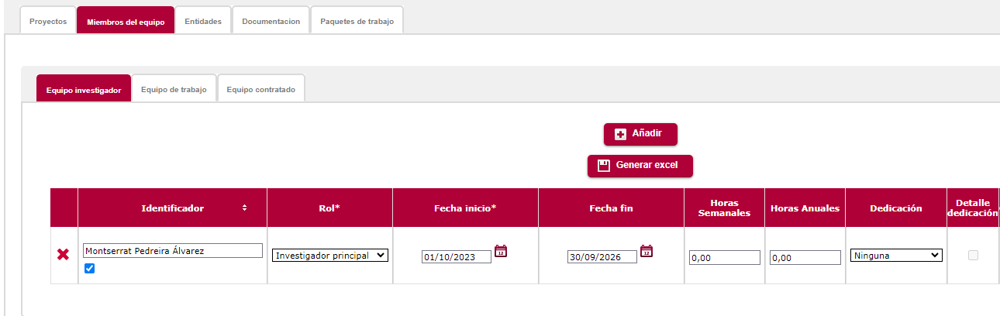 Proyectos Miembros del equipo Entidades Documentacion Paquetes de trabajo
Equipo investigador Equipo de trabajo Equipo contratado
Añadir
Generar excel
Identificador Rol* Fecha inicio* Fecha fin Horas Semanales Horas Anuales Dedicación Detalle dedicación
Montserrat Pedreira Álvarez Investigador principal 01/10/2023 12 30/09/2026 12 0,00 0,00 Ninguna